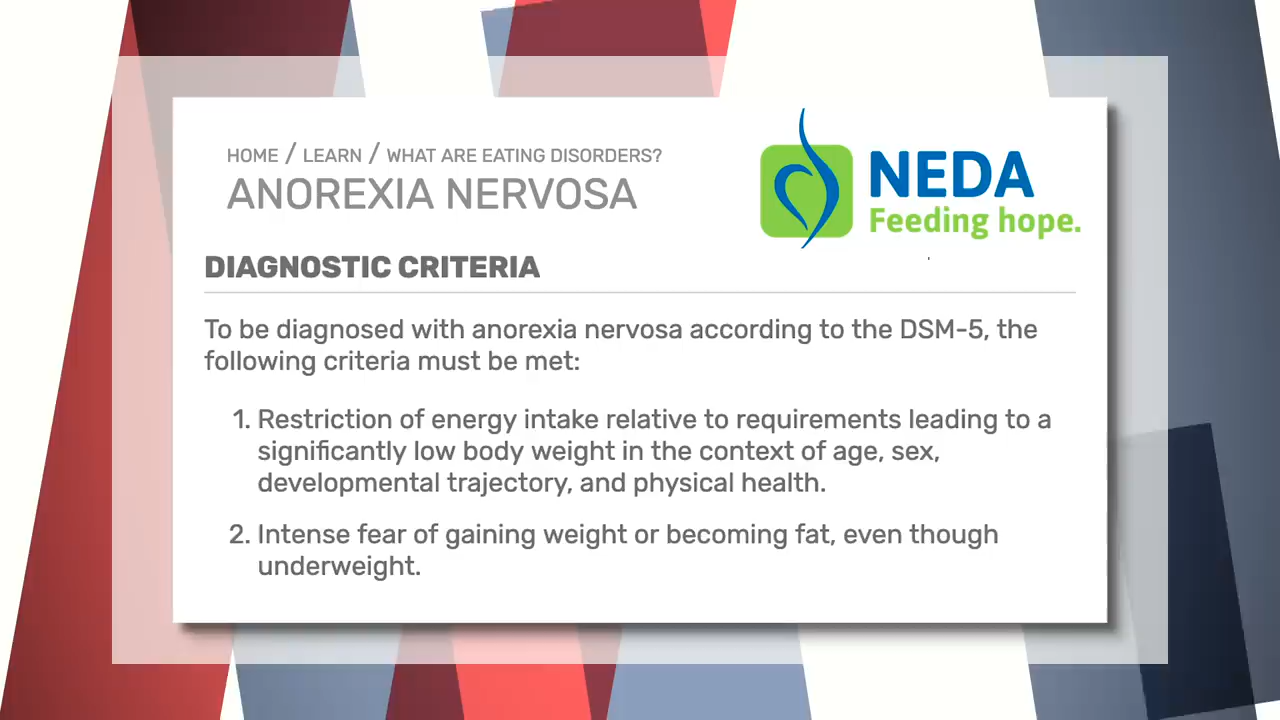 HOME / LEARN / WHAT ARE EATING DISORDERS?
ANOREXIA NERVOSA
NEDA
Feeding hope.
DIAGNOSTIC CRITERIA
To be diagnosed with anorexia nervosa according to the DSM-5, the
following criteria must be met:
1. Restriction of energy intake relative to requirements leading to a
significantly low body weight in the context of age, sex,
developmental trajectory, and physical health.
2. Intense fear of gaining weight or becoming fat, even though
underweight.